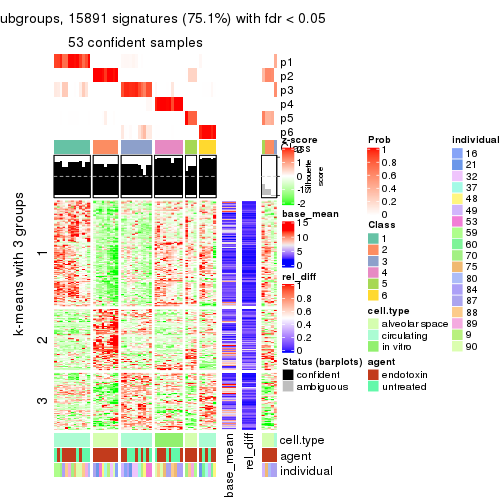 ubgroups, 15891 signatures (75.1%) with fdr < 0.05
53 confident samples
p1
p2
p3
p4
p5
p6
Class
Silhouette
score
k-means with 3 groups
1
2
3
base_mean
rel_diff
cell.type
agent
individual
z-score
2
1
0
-1
-2
base_mean
15
10
5
0
rel_diff
1
0.8
0.6
0.4
0.2
0
Status (barplots)
confident
ambiguous
Prob
1
0.8
0.6
0.4
0.2
0
Class
1
2
3
4
5
6
cell.type
alveolar space
circulating
in vitro
agent
endotoxin
untreated
individual
16
21
32
37
48
49
53
59
60
70
75
80
84
87
88
89
9
90